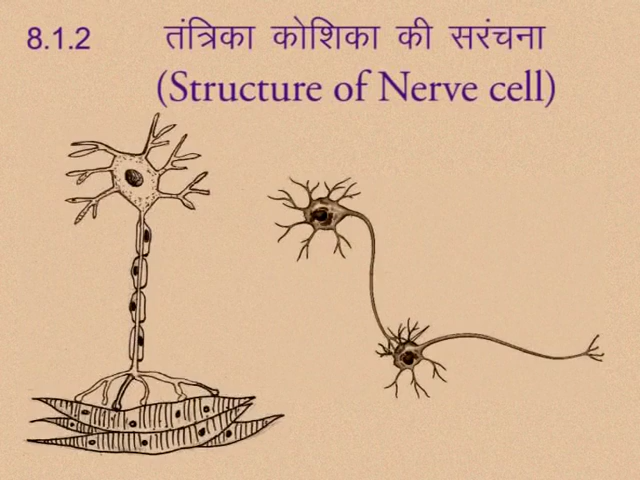 8.1.2 तंत्रिका कोशिका की सरंचना
(Structure of Nerve cell)